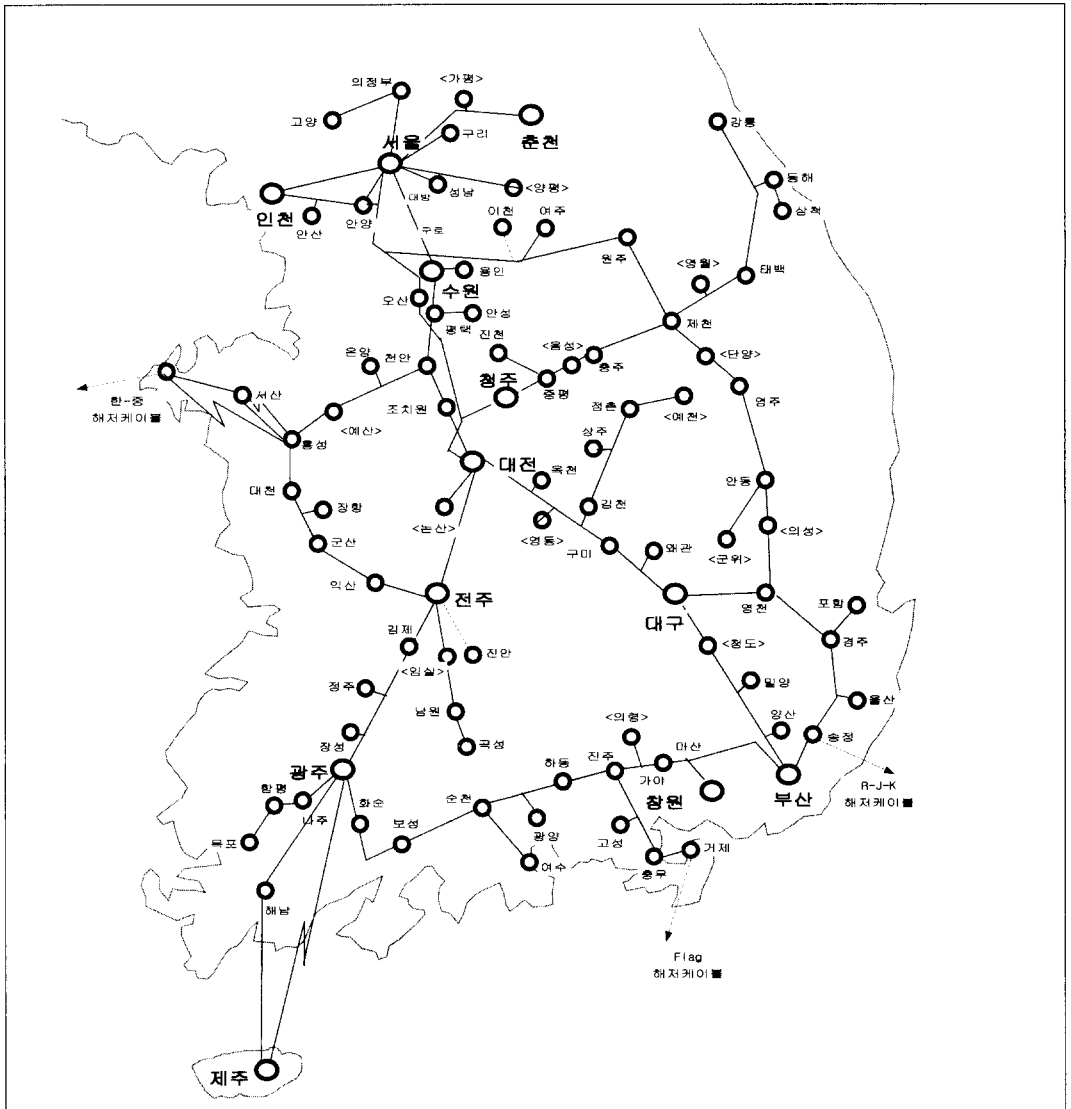 의정부
<가평>
고양
구리
춘천
서울
강릉
대방
성남
<양평>
동해
삼척
인천
안산
안양
이천
여주
구로
원주
<영월>
태백
용인
수원
오산
안성
평택
제천
진천
<음성>
충주
<단양>
온양
천안
청주
증평
영주
서산
한-중
해저케이블
<예산>
조치원
점촌
<예천>
상주
홍성
대전
옥천
안동
대천
장항
<논산>
김천
<영동>
<의성>
<군위>
군산
구미
왜관
익산
전주
대구
영천
포항
김제
<임실>
진안
<청도>
경주
정주
밀양
남원
울산
곡성
장성
<의령>
양산
송정
광주
하동
진주
마산
가야
창원
부산
R-J-K
해저케이블
함평
나주
화순
보성
순천
광양
고성
목포
여수
충무
거제
해남
Flag
해저케이블
제주